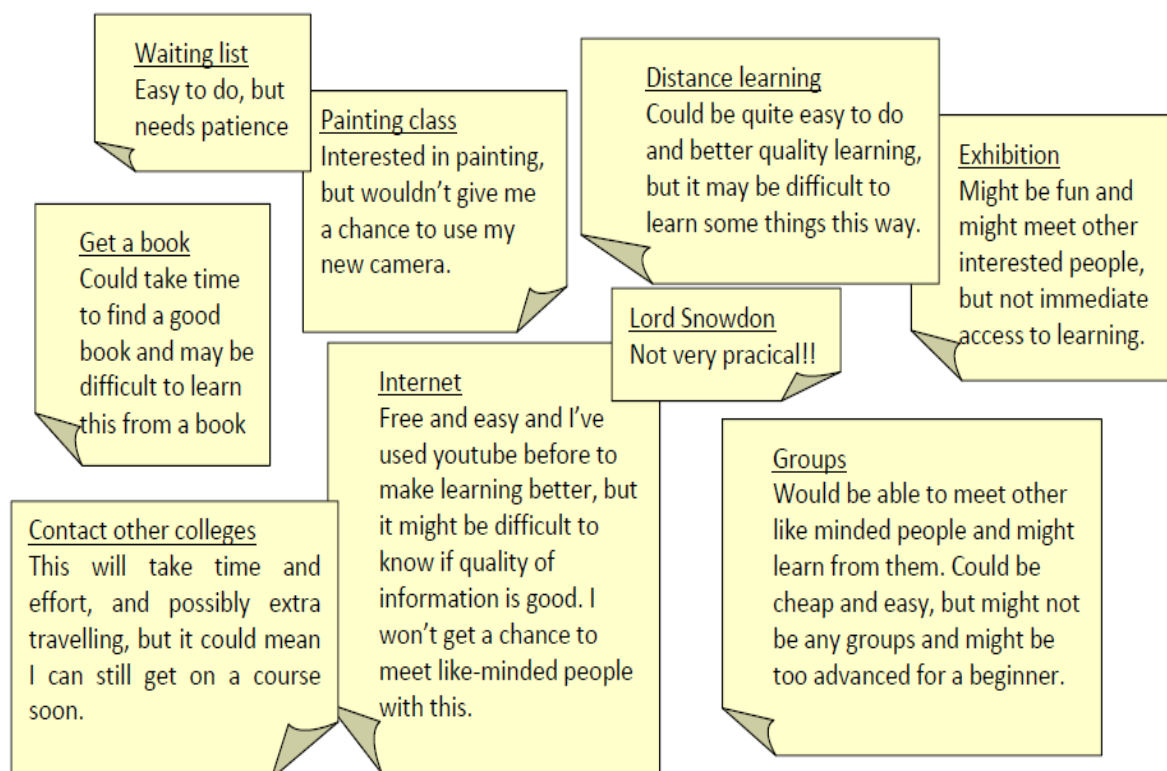 Waiting list
Easy to do, but
needs patience
Painting class
Interested in painting,
but wouldn't give me
a chance to use my
new camera.
Distance learning
Could be quite easy to do
and better quality learning,
but it may be difficult to
learn some things this way.
Exhibition
Might be fun and
might meet other
interested people,
but not immediate
access to learning.
Get a book
Could take time
to find a good
book and may be
difficult to learn
this from a book
Lord Snowdon
Not very pracical!!
Internet
Free and easy and I've
used youtube before to
make learning better, but
it might be difficult to
know if quality of
information is good. I
won't get a chance to
meet like-minded people
with this.
Groups
Would be able to meet other
like minded people and might
learn from them. Could be
cheap and easy, but might not
be any groups and might be
too advanced for a beginner.
Contact other colleges
This will take time and
effort, and possibly extra
travelling, but it could mean
I can still get on a course
soon.